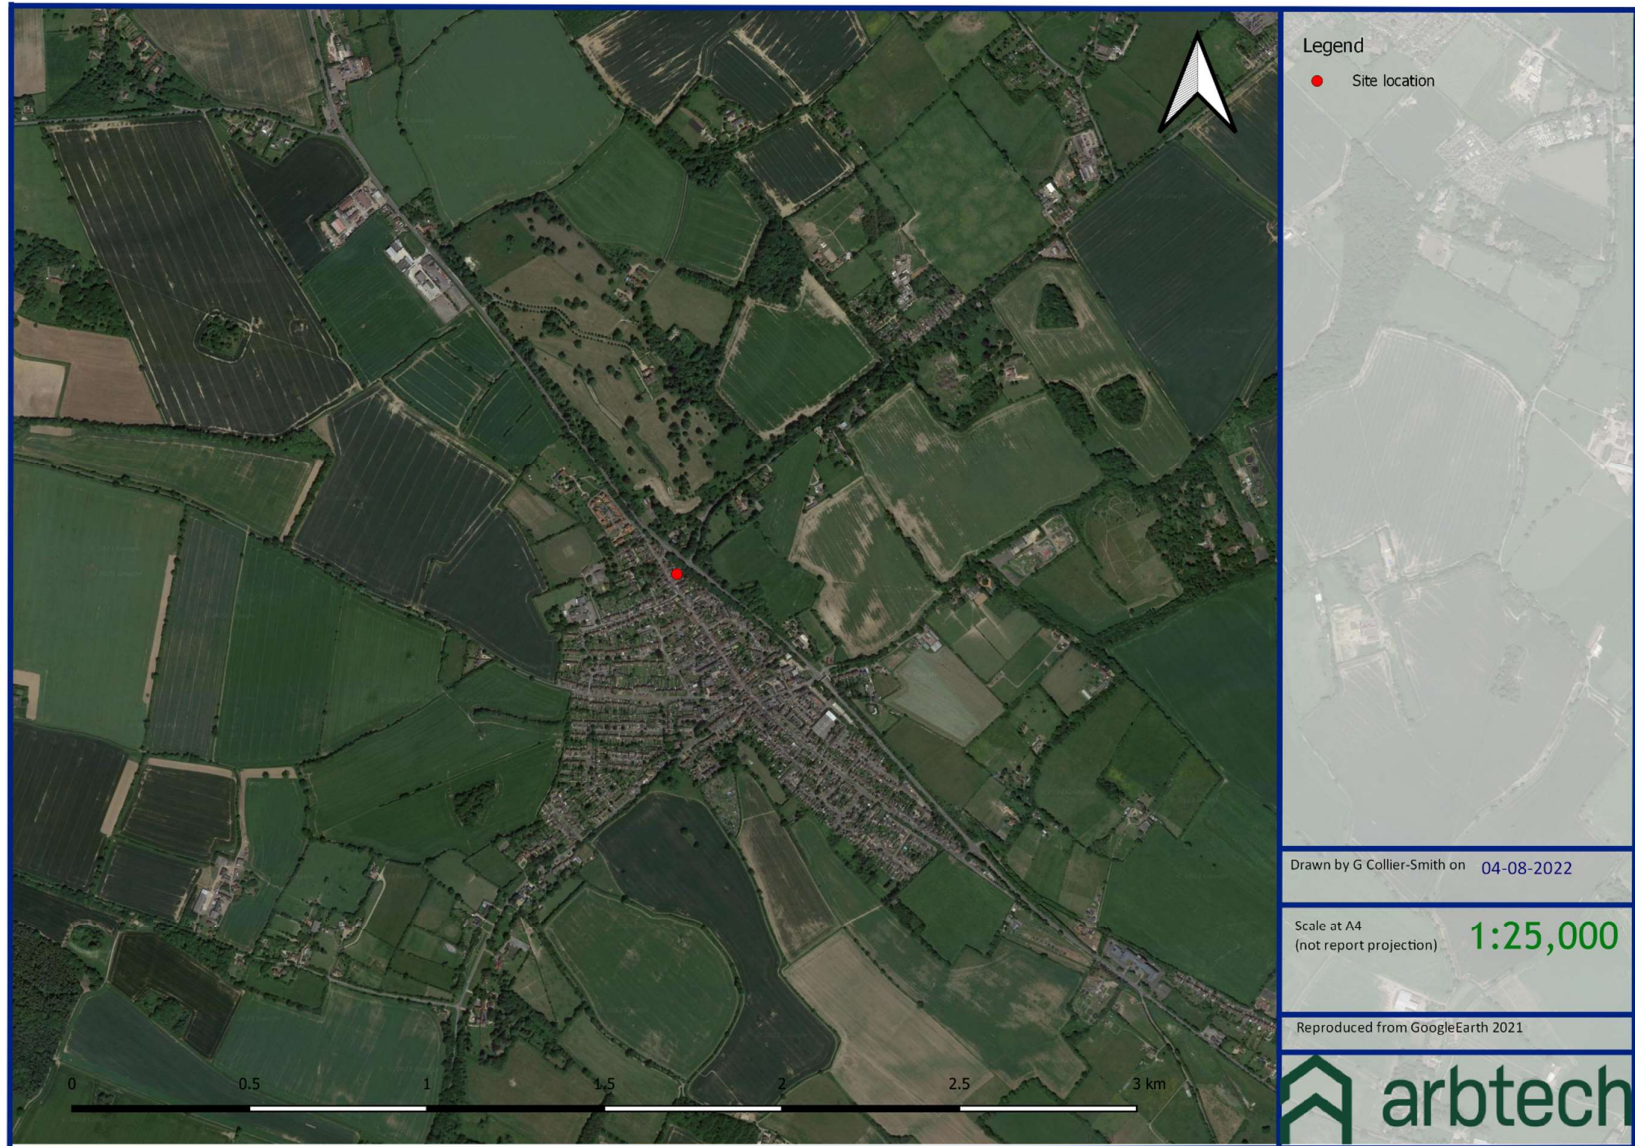 Legend
Site location
Drawn by G Collier-Smith on 04-08-2022
Scale at A4
(not report projection) 1:25,000
Reproduced from GoogleEarth 2021
arbtech
0 0.5 1 1.5 2 2.5 3 km